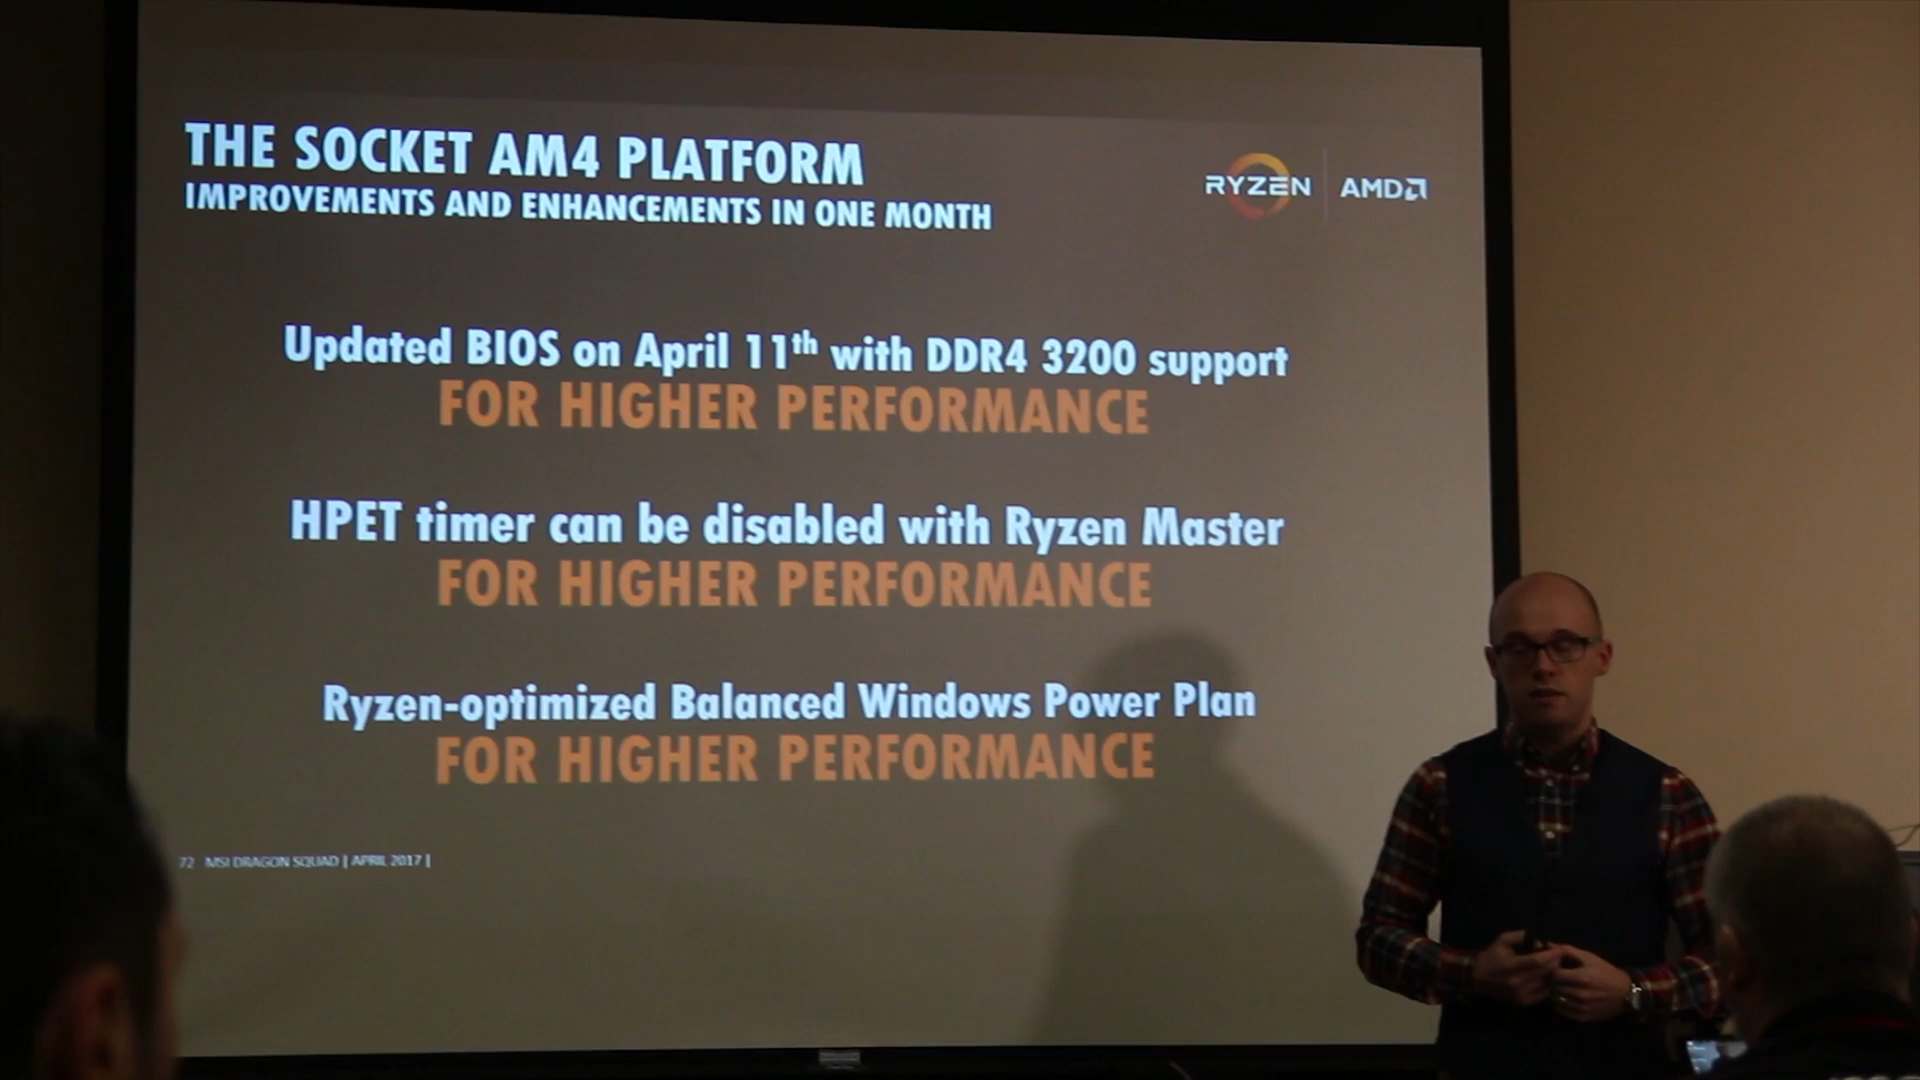 THE SOCKET AM4 PLATFORM
IMPROVEMENTS AND ENHANCEMENTS IN ONE MONTH
RYZEN AMD
Updated BIOS on April 11th with DDR4 3200 support
FOR HIGHER PERFORMANCE
HPET timer can be disabled with Ryzen Master
FOR HIGHER PERFORMANCE
Ryzen-optimized Balanced Windows Power Plan
FOR HIGHER PERFORMANCE
72 MSI DRAGON SQUAD | APRIL 2017 |